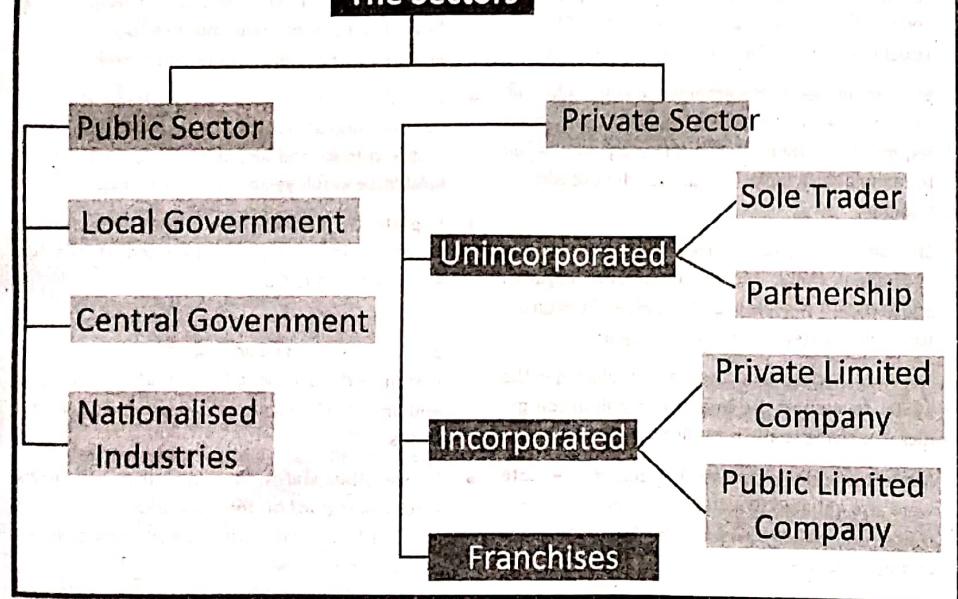 The Sectors
Public Sector
Local Government
Central Government
Nationalised
Industries
Private Sector
Unincorporated
Sole Trader
Partnership
Incorporated
Private Limited
Company
Public Limited
Company
Franchises